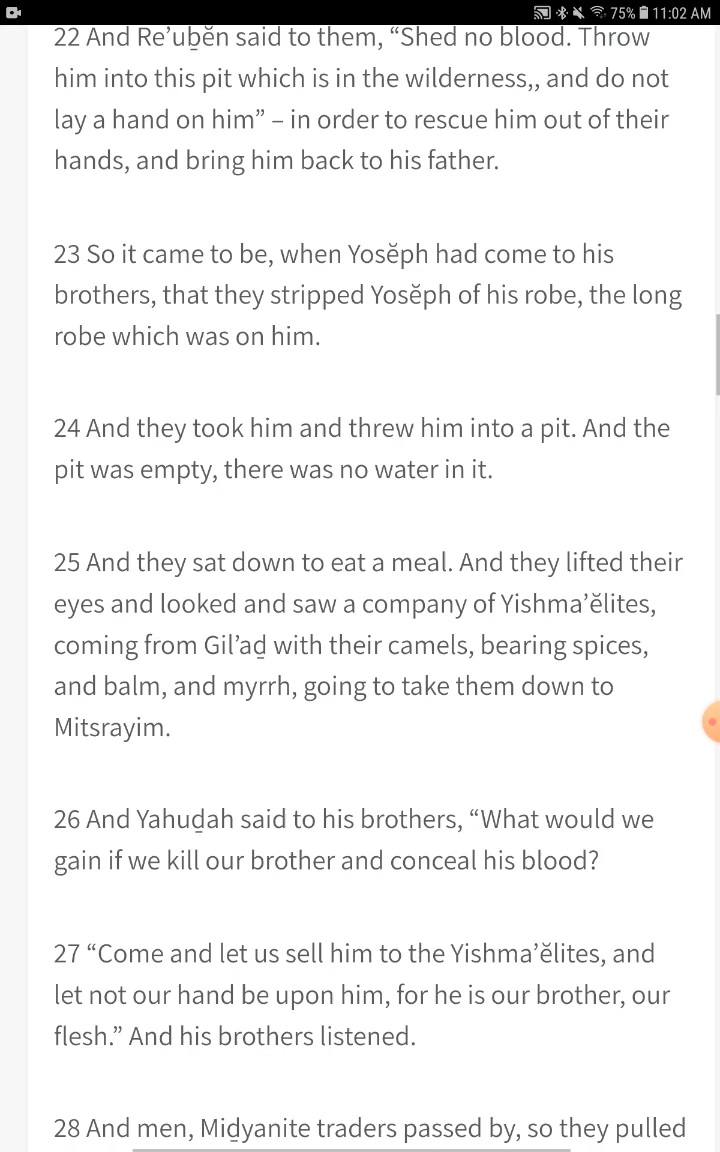 75% 11:02 AM
22 And Re’uḇĕn said to them, “Shed no blood. Throw
him into this pit which is in the wilderness,, and do not
lay a hand on him” – in order to rescue him out of their
hands, and bring him back to his father.
23 So it came to be, when Yosĕph had come to his
brothers, that they stripped Yosĕph of his robe, the long
robe which was on him.
24 And they took him and threw him into a pit. And the
pit was empty, there was no water in it.
25 And they sat down to eat a meal. And they lifted their
eyes and looked and saw a company of Yishma’ĕlites,
coming from Gil’aḏ with their camels, bearing spices,
and balm, and myrrh, going to take them down to
Mitsrayim.
26 And Yahuḏah said to his brothers, “What would we
gain if we kill our brother and conceal his blood?
27 “Come and let us sell him to the Yishma’ĕlites, and
let not our hand be upon him, for he is our brother, our
flesh.” And his brothers listened.
28 And men, Miḏyanite traders passed by, so they pulled